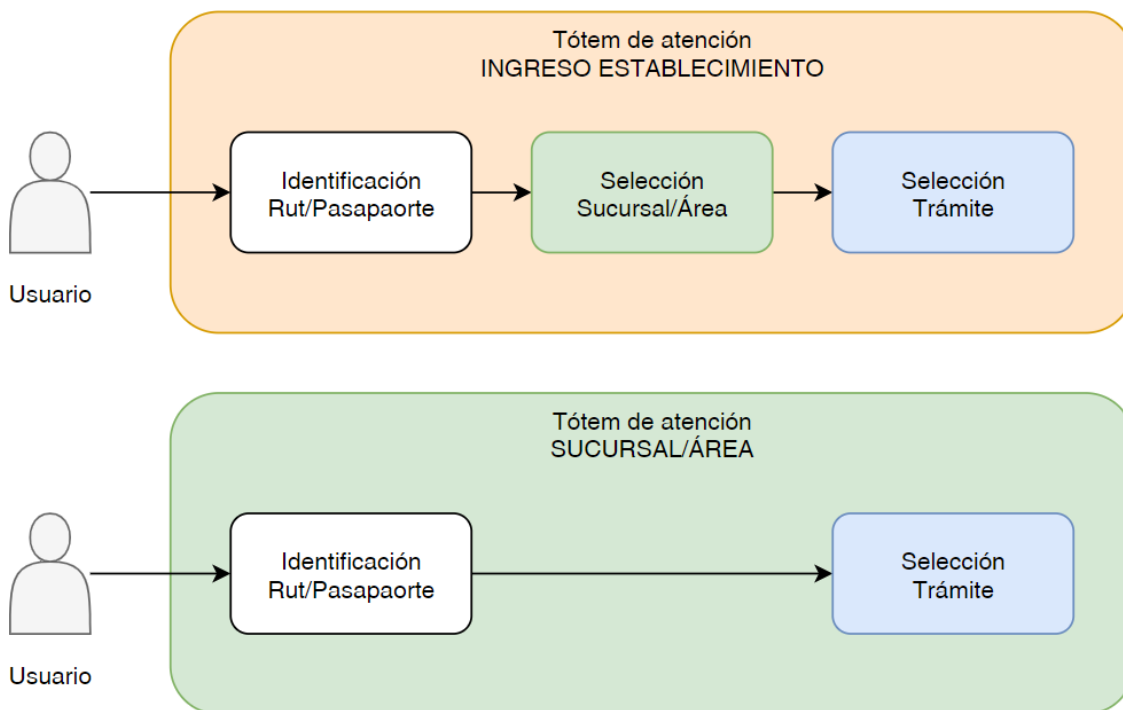 Tótem de atención
INGRESO ESTABLECIMIENTO
Identificación
Rut/Pasapaorte
Selección
Sucursal/Área
Selección
Trámite
Usuario
Tótem de atención
SUCURSAL/ÁREA
Identificación
Rut/Pasapaorte
Selección
Trámite
Usuario